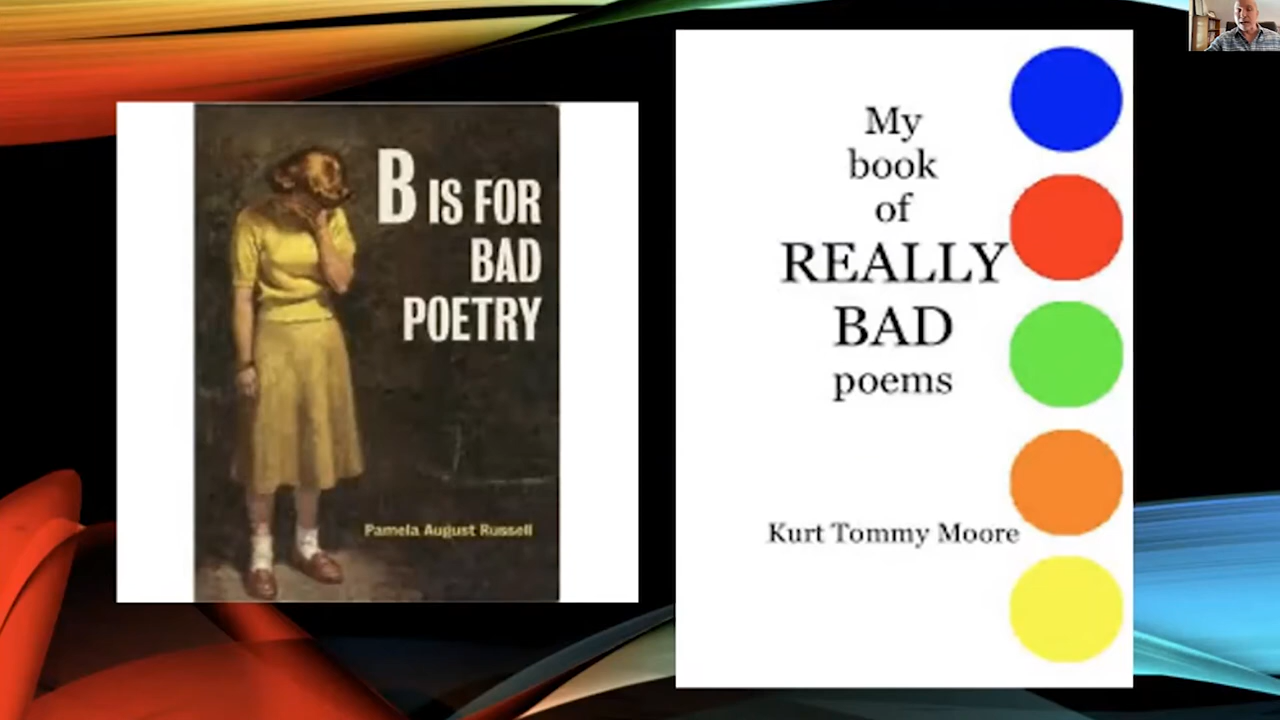 B IS FOR
BAD
POETRY
Pamela August Russell
My
book
of
REALLY
BAD
poems
Kurt Tommy Moore